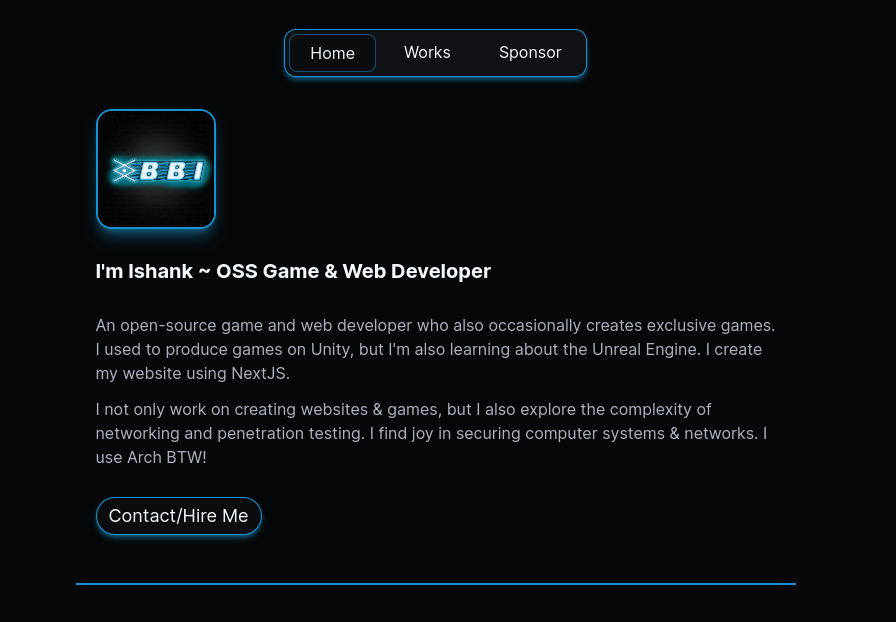 Home Works Sponsor
BBI
I'm Ishank ~ OSS Game & Web Developer
An open-source game and web developer who also occasionally creates exclusive games.
I used to produce games on Unity, but I'm also learning about the Unreal Engine. I create
my website using NextJS.
I not only work on creating websites & games, but I also explore the complexity of
networking and penetration testing. I find joy in securing computer systems & networks. I
use Arch BTW!
Contact/Hire Me